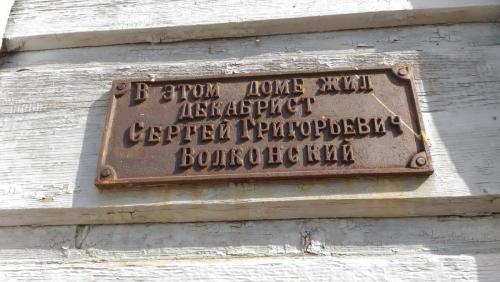 В этом доме жил
декабрист
Сергей Григорьевич
Волконский